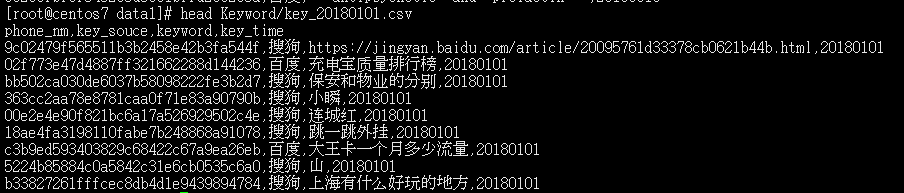 [root@centos7 data1]# head Keyword/key_20180101.csv
phone_nm,key_souce,keyword,key_time
9c02479f565511b3b2458e42b3fa544f,搜狗,https://jingyan.baidu.com/article/20095761d33378cb0621b44b.html,20180101
02f773e47d4887ff321662288d144236,百度,充电宝质量排行榜,20180101
bb502ca030de6037b58098222fe3b2d7,搜狗,保安和物业的分别,20180101
363cc2aa78e8781caa0f71e83a90790b,搜狗,小瞬,20180101
00e2e4e90f821bc6a17a526929502c4e,搜狗,连城红,20180101
18ae4fa3198110fabe7b248868a91078,搜狗,跳一跳外挂,20180101
c3b9ed593403829c68422c67a9ea26eb,百度,大王卡一个月多少流量,20180101
5224b85884c0a5842c31e6cb0535c6a0,搜狗,山,20180101
b33827261fffcec8db4d1e9439894784,搜狗,上海有什么好玩的地方,20180101